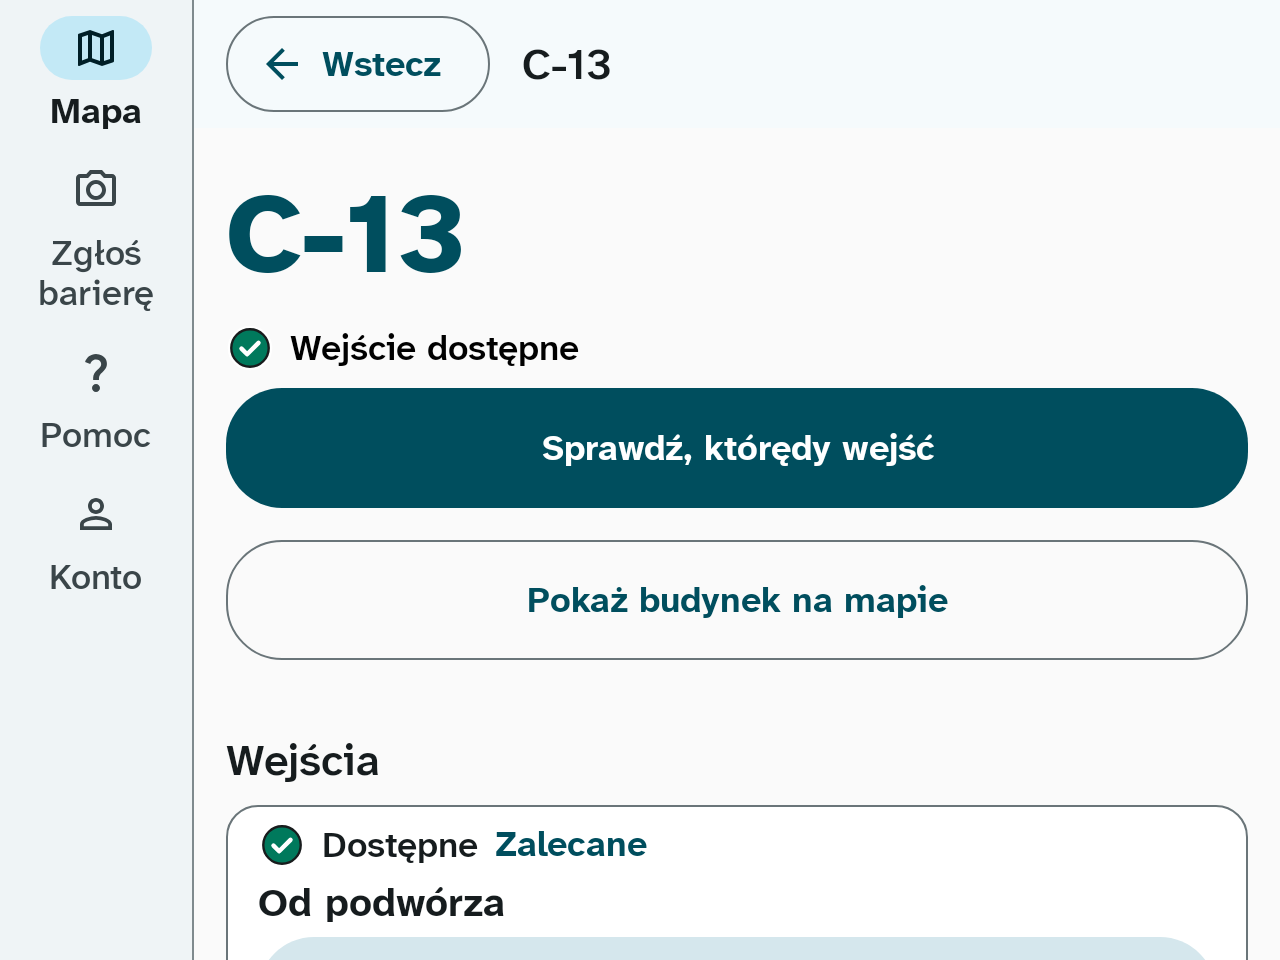 Mapa
Zgłoś
barierę
Pomoc
Konto
Wstecz
C-13
C-13
Wejście dostępne
Sprawdź, którędy wejść
Pokaż budynek na mapie
Wejścia
Dostępne Zalecane
Od podwórza